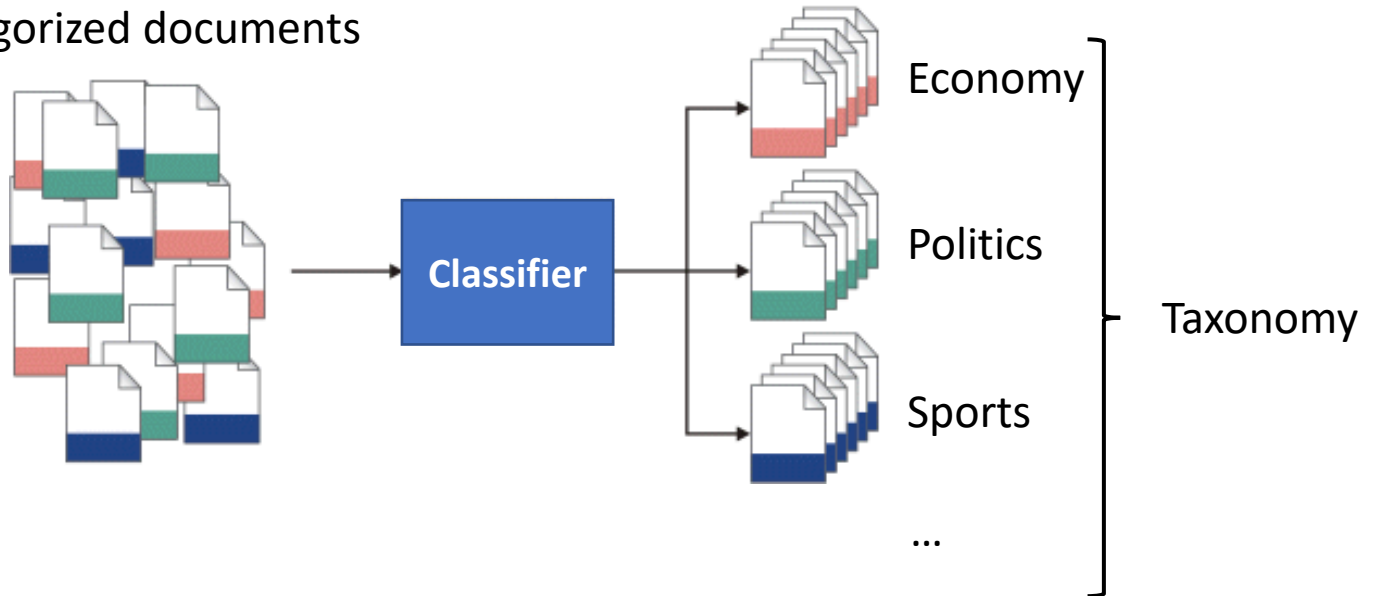 gorized documents
Economy
Politics
Classifier
Taxonomy
Sports
...